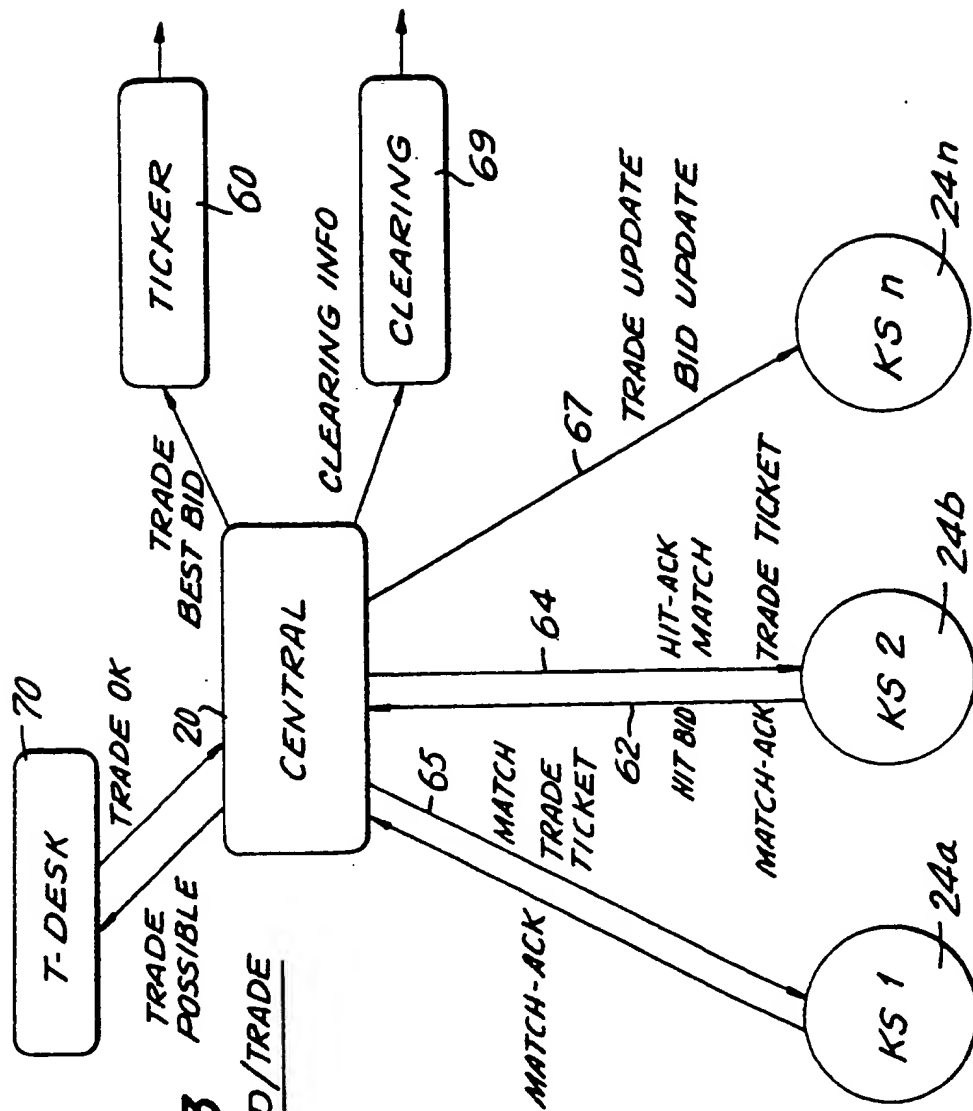 T-DESK
70
TRADE OK
TRADE
POSSIBLE
20
CENTRAL
TRADE
BEST BID
TICKER
60
CLEARING INFO
CLEARING
69
3
D/TRADE
MATCH-ACK
65
MATCH
TRADE
TICKET
62
HIT BID
MATCH-ACK
64
HIT-ACK
MATCH
TRADE TICKET
67
TRADE UPDATE
BID UPDATE
KS 1
24a
KS 2
24b
KS n
24n